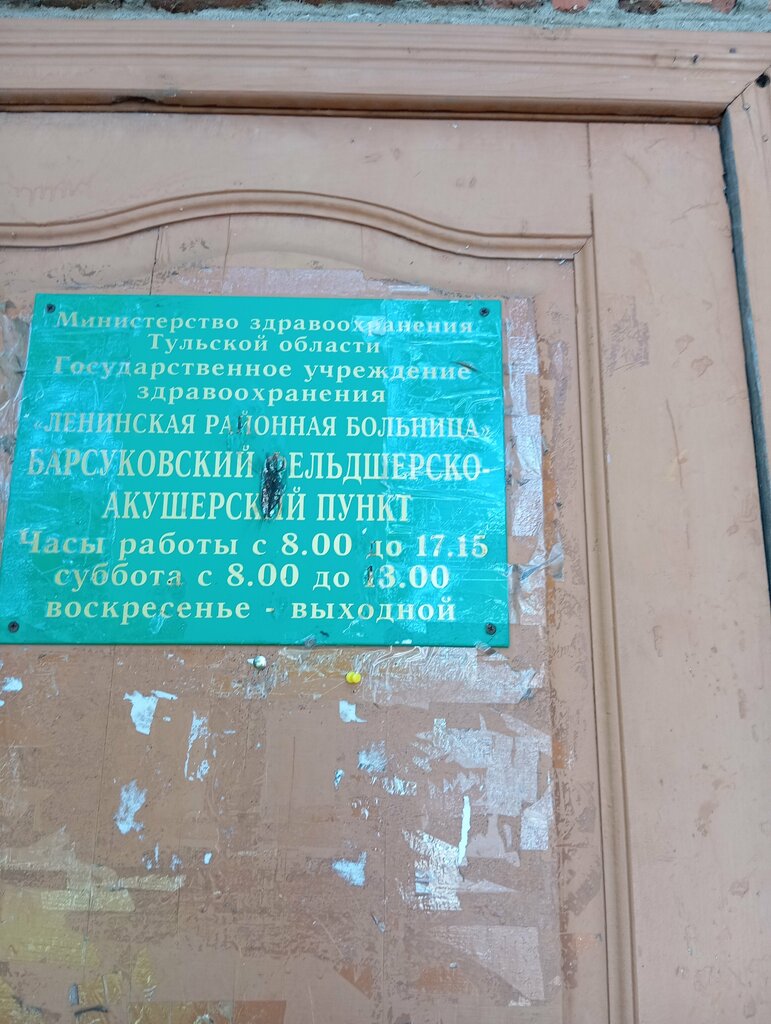 Министерство здравоохранения
Тульской области
Государственное учреждение
здравоохранения
«ЛЕНИНСКАЯ РАЙОННАЯ БОЛЬНИЦА»
БАРСУКОВСКИЙ ФЕЛЬДШЕРСКО-
АКУШЕРСКИЙ ПУНКТ
Часы работы с 8.00 до 17.15
суббота с 8.00 до 13.00
воскресенье - выходной